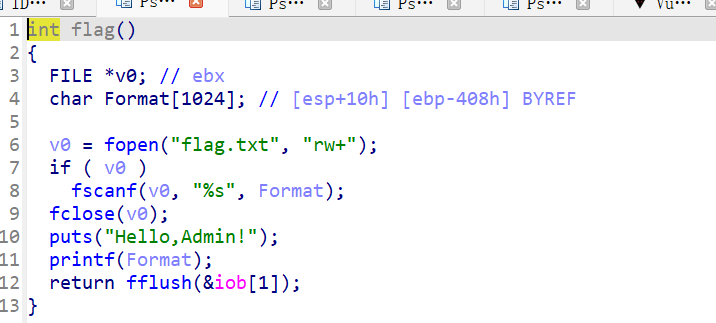 ID… Ps… Ps… Ps… Ps… Vu…
1 int flag()
2 {
3 FILE *v0; // ebx
4 char Format[1024]; // [esp+10h] [ebp-408h] BYREF
5
6 v0 = fopen("flag.txt", "rw+");
7 if ( v0 )
8 fscanf(v0, "%s", Format);
9 fclose(v0);
10 puts("Hello,Admin!");
11 printf(Format);
12 return fflush(&iob[1]);
13 }